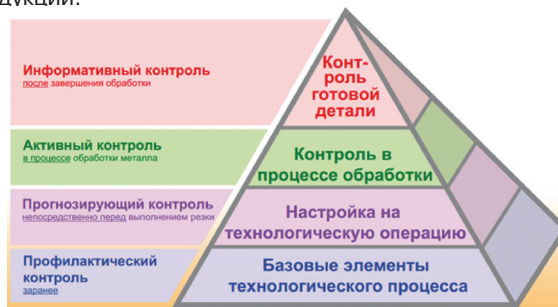 Информативный контроль
после завершения обработки
Конт-
роль
готовой
детали
Активный контроль
в процессе обработки металла
Контроль в
процессе обработки
Прогнозирующий контроль
непосредственно перед выполнением резки
Настройка на
технологическую операцию
Профилактический
контроль
заранее
Базовые элементы
технологического процесса